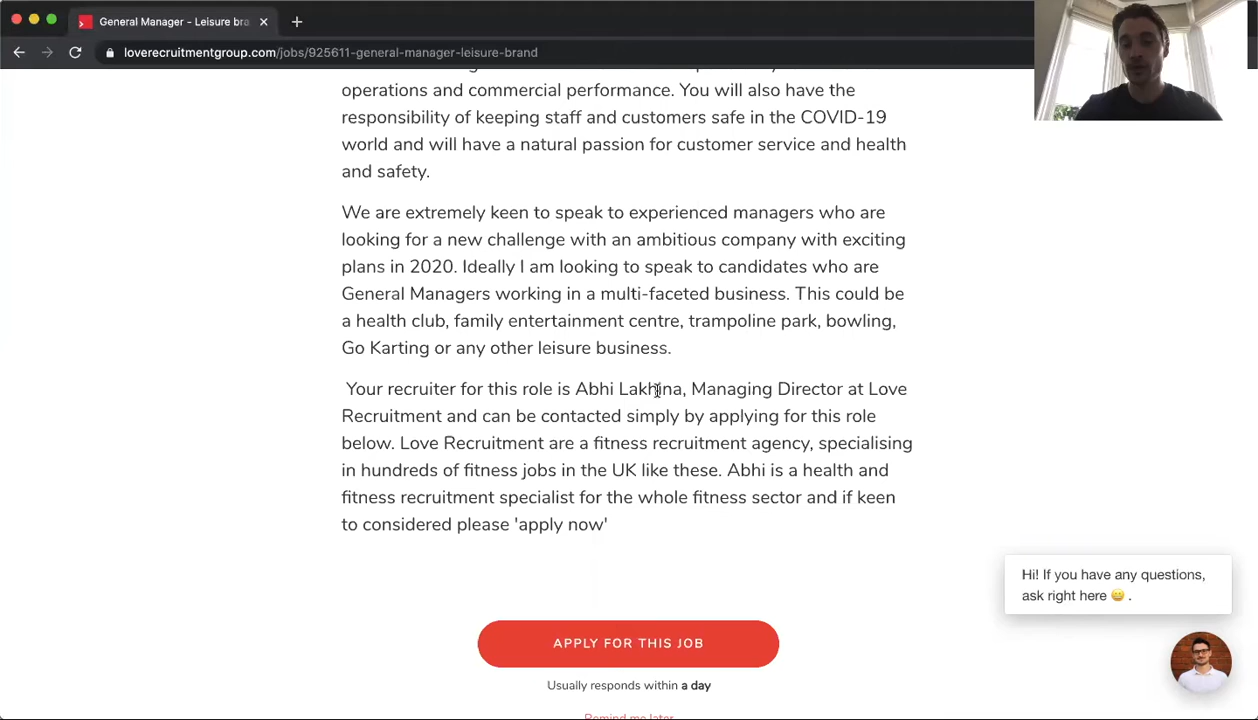 General Manager - Leisure bra
loverecruitmentgroup.com/jobs/925611-general-manager-leisure-brand
operations and commercial performance. You will also have the
responsibility of keeping staff and customers safe in the COVID-19
world and will have a natural passion for customer service and health
and safety.
We are extremely keen to speak to experienced managers who are
looking for a new challenge with an ambitious company with exciting
plans in 2020. Ideally I am looking to speak to candidates who are
General Managers working in a multi-faceted business. This could be
a health club, family entertainment centre, trampoline park, bowling,
Go Karting or any other leisure business.
Your recruiter for this role is Abhi Lakhina, Managing Director at Love
Recruitment and can be contacted simply by applying for this role
below. Love Recruitment are a fitness recruitment agency, specialising
in hundreds of fitness jobs in the UK like these. Abhi is a health and
fitness recruitment specialist for the whole fitness sector and if keen
to considered please 'apply now'
Hi! If you have any questions,
ask right here 😀 .
APPLY FOR THIS JOB
Usually responds within a day
Remind me later